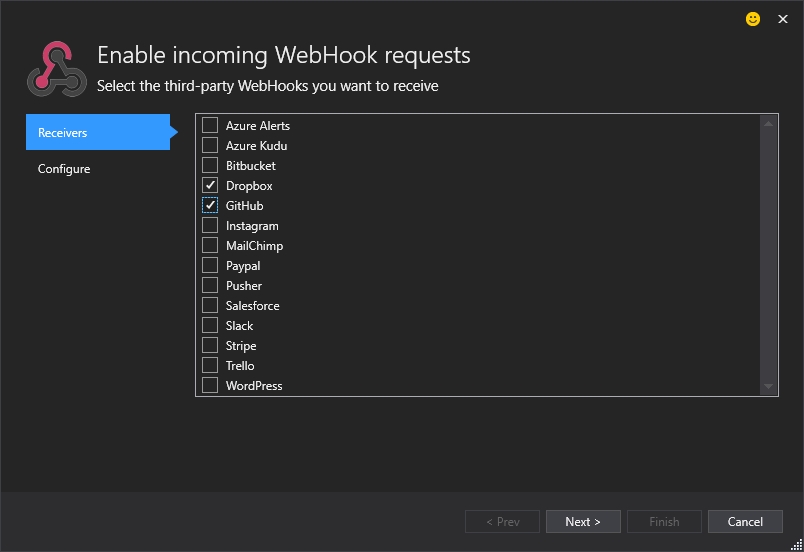 Enable incoming WebHook requests
Select the third-party WebHooks you want to receive
Receivers
Configure
Azure Alerts
Azure Kudu
Bitbucket
Dropbox
GitHub
Instagram
MailChimp
Paypal
Pusher
Salesforce
Slack
Stripe
Trello
WordPress
< Prev
Next >
Finish
Cancel